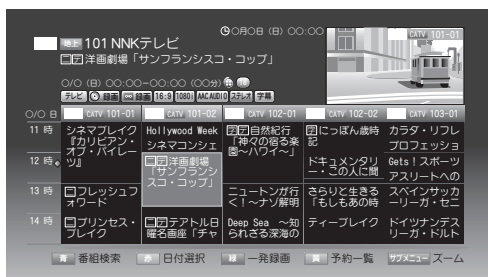 ○月○日（日）○○:○○
地上 101 NNKテレビ
二デ洋画劇場「サンフランシスコ・コップ」
CATV 101-01
○/○（日）○○:○○−○○:○○（○○分）
テレビ 録画 録画 16:9 1080i AACAUDIO ステレオ 字幕
○/○ 日 CATV 101-01 CATV 101-02 CATV 102-01 CATV 102-02 CATV 103-01
11 時 シネマブレイク『カリビアン・オブ・バイレーツ』
Hollywood Week シネマコンシェ
字デ自然紀行「神々の宿る楽園〜ハワイ〜」
字にっぽん歳時記
カラダ・リフレ プロフェッショ
12 時
二デ洋画劇場「サンフランシスコ・コップ」
ドキュメンタリー・この人に聞
Gets！スポーツ アスリートへの
13 時 二フレッシュフォワード
ニュートンが行く！〜ナゾ解明
さらりと生きる「もしもあの時
スペインサッカーリーガ・セニ
14 時 二プリンセス・ブレイク
二デテアトル日曜名画座「チャ
Deep Sea 〜知られざる深海の
ティーブレイク
ドイツナンデスリーガ・ドルト
青 番組検索 赤 日付選択 緑 一発録画 黄 予約一覧 サブメニュー ズーム